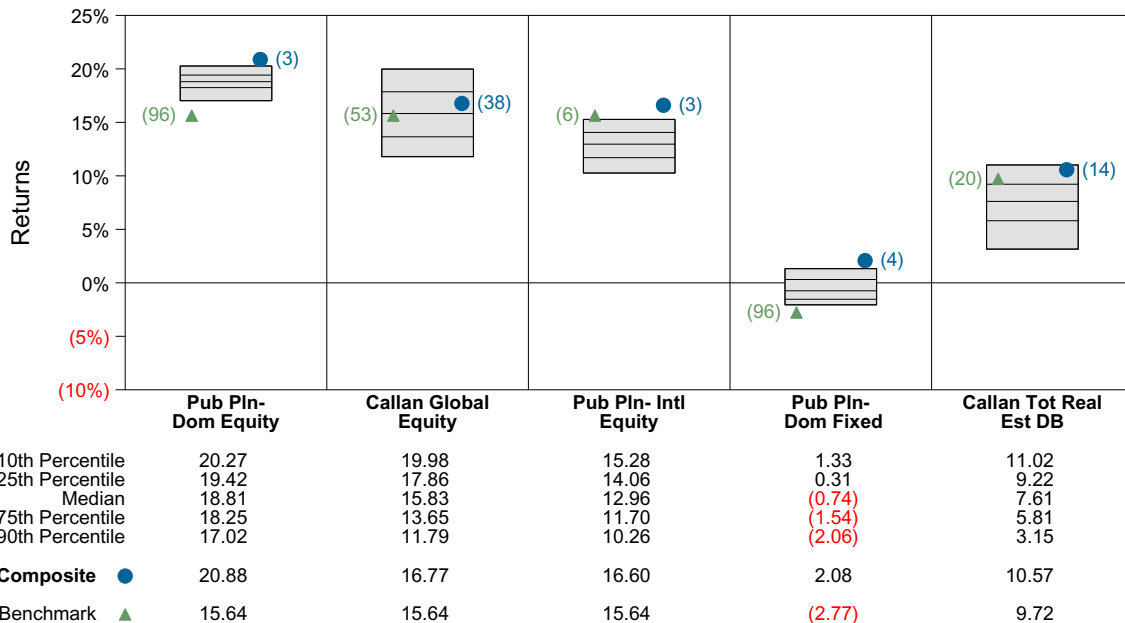 25%
20%
15%
10%
5%
0%
(5%)
(10%)
Returns
(3)
(96)
(38)
(53)
(3)
(6)
(4)
(96)
(14)
(20)
Pub Pln-
Dom Equity
Callan Global
Equity
Pub Pln- Intl
Equity
Pub Pln-
Dom Fixed
Callan Tot Real
Est DB
10th Percentile 20.27 19.98 15.28 1.33 11.02
25th Percentile 19.42 17.86 14.06 0.31 9.22
Median 18.81 15.83 12.96 (0.74) 7.61
75th Percentile 18.25 13.65 11.70 (1.54) 5.81
90th Percentile 17.02 11.79 10.26 (2.06) 3.15
Composite 20.88 16.77 16.60 2.08 10.57
Benchmark 15.64 15.64 15.64 (2.77) 9.72